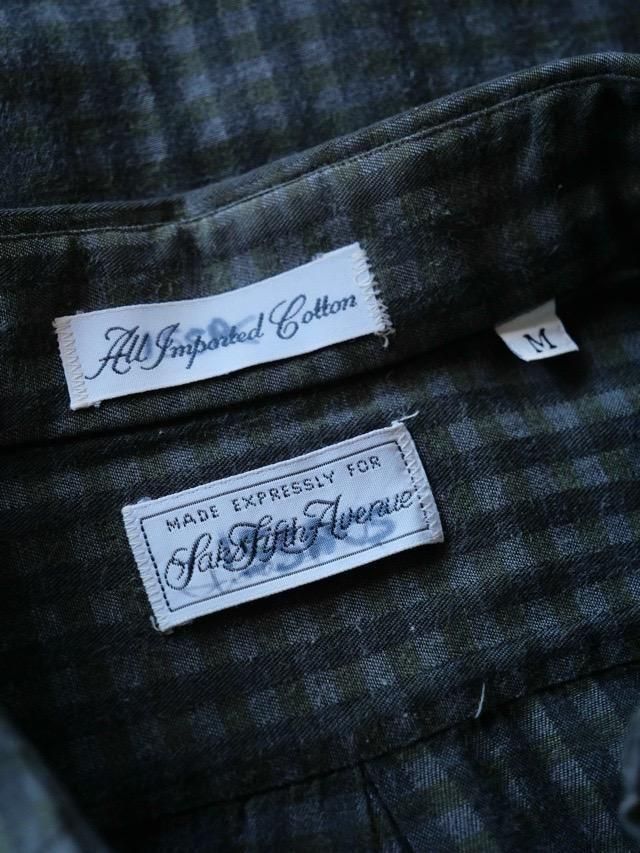 All Imported Cotton
M
MADE EXPRESSLY FOR
Saks Fifth Avenue